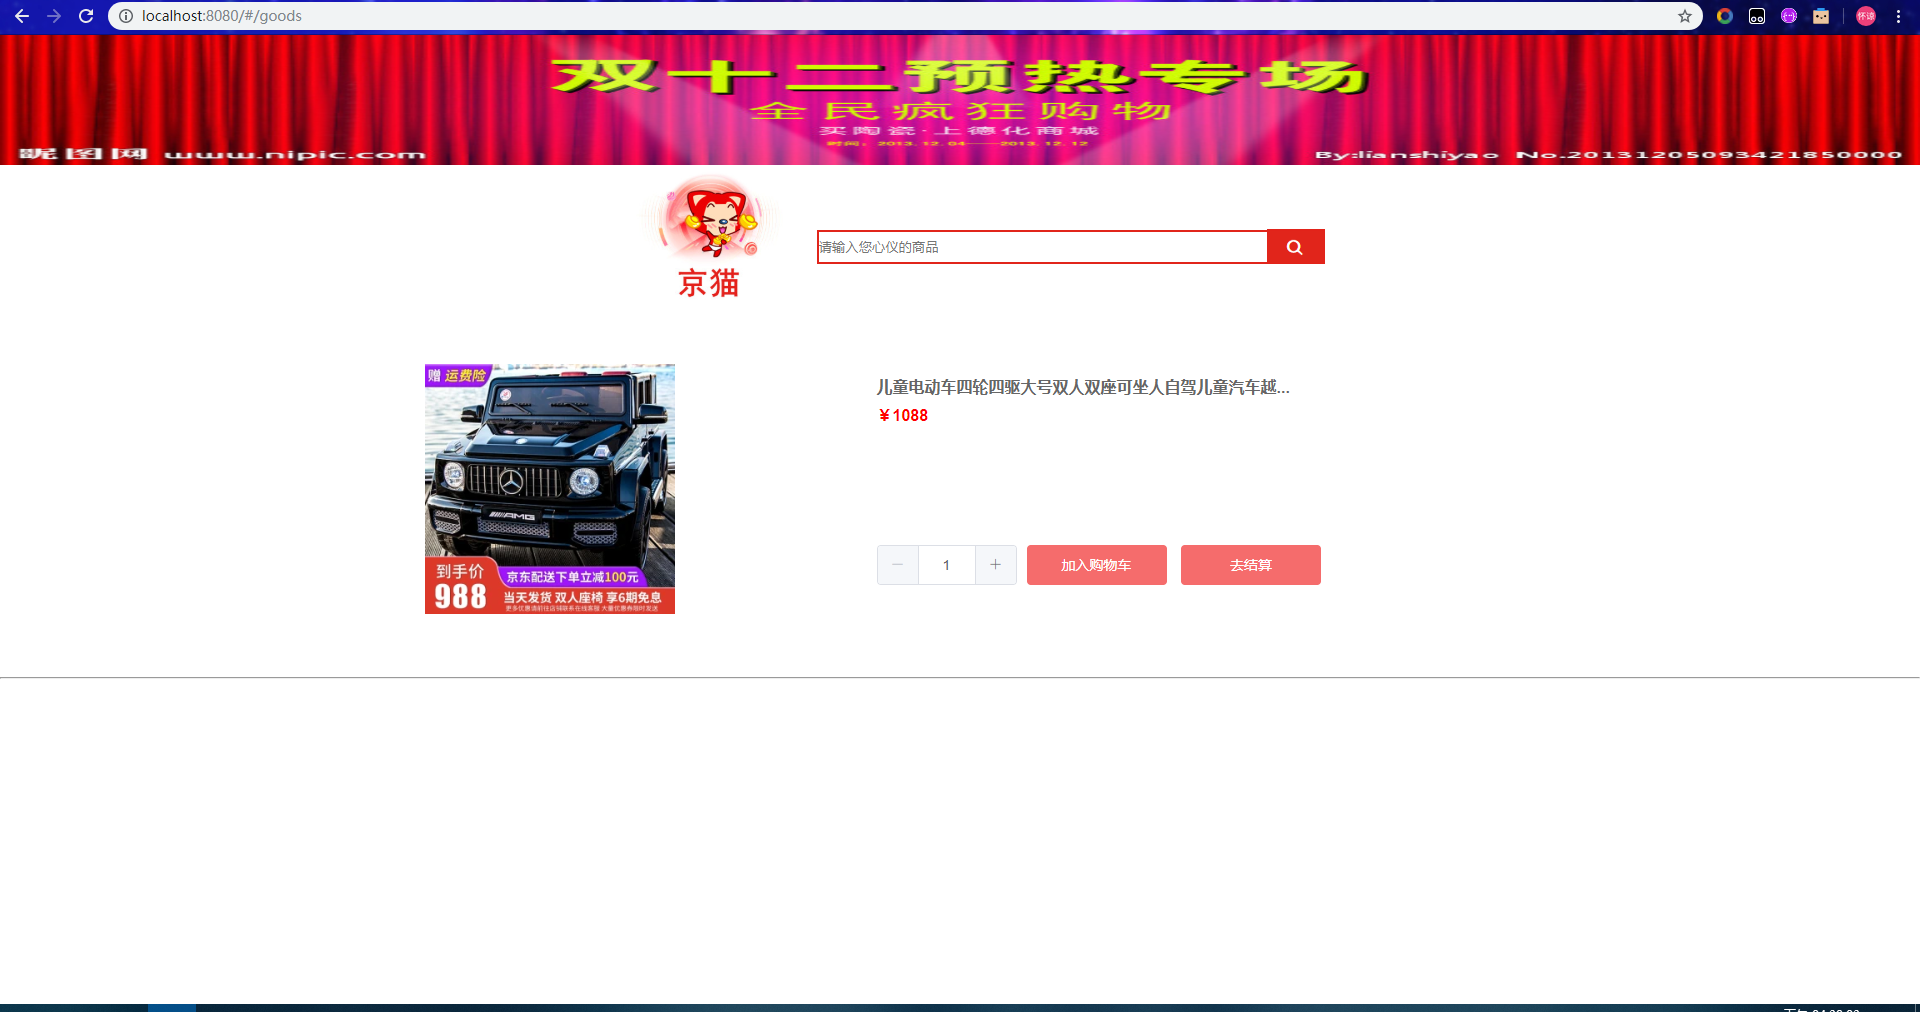 localhost:8080/#/goods
怀谅
双十二预热专场
全民疯狂购物
买陶瓷·上德化商城
时间：2013.12.04——2013.12.12
昵图网 www.nipic.com
By:lianshiyao No.20131205093421850000
京猫
请输入您心仪的商品
赠 运费险
AMG
到手价
988
京东配送下单立减100元
当天发货 双人座椅 享6期免息
儿童电动车四轮四驱大号双人双座可坐人自驾儿童汽车越...
￥1088
1
加入购物车
去结算